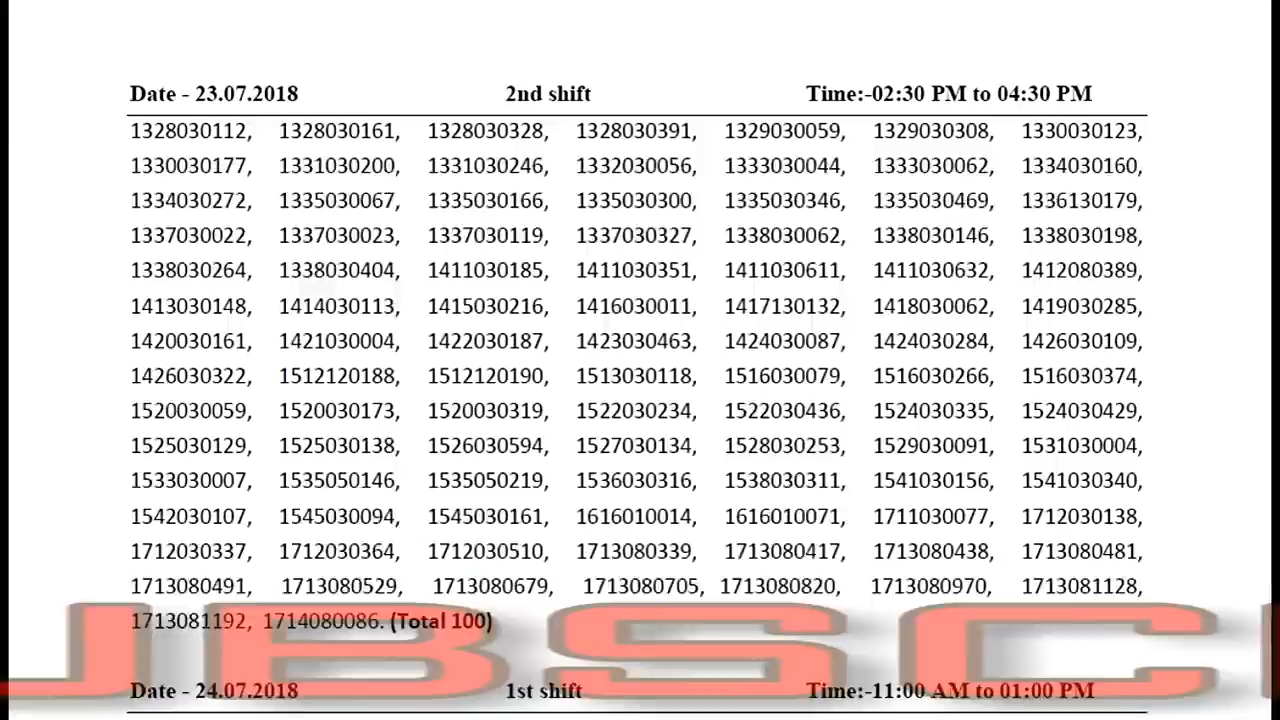 Date - 23.07.2018 2nd shift Time:-02:30 PM to 04:30 PM
1328030112, 1328030161, 1328030328, 1328030391, 1329030059, 1329030308, 1330030123,
1330030177, 1331030200, 1331030246, 1332030056, 1333030044, 1333030062, 1334030160,
1334030272, 1335030067, 1335030166, 1335030300, 1335030346, 1335030469, 1336130179,
1337030022, 1337030023, 1337030119, 1337030327, 1338030062, 1338030146, 1338030198,
1338030264, 1338030404, 1411030185, 1411030351, 1411030611, 1411030632, 1412080389,
1413030148, 1414030113, 1415030216, 1416030011, 1417130132, 1418030062, 1419030285,
1420030161, 1421030004, 1422030187, 1423030463, 1424030087, 1424030284, 1426030109,
1426030322, 1512120188, 1512120190, 1513030118, 1516030079, 1516030266, 1516030374,
1520030059, 1520030173, 1520030319, 1522030234, 1522030436, 1524030335, 1524030429,
1525030129, 1525030138, 1526030594, 1527030134, 1528030253, 1529030091, 1531030004,
1533030007, 1535050146, 1535050219, 1536030316, 1538030311, 1541030156, 1541030340,
1542030107, 1545030094, 1545030161, 1616010014, 1616010071, 1711030077, 1712030138,
1712030337, 1712030364, 1712030510, 1713080339, 1713080417, 1713080438, 1713080481,
1713080491, 1713080529, 1713080679, 1713080705, 1713080820, 1713080970, 1713081128,
1713081192, 1714080086. (Total 100)
JBSC
Date - 24.07.2018 1st shift Time:-11:00 AM to 01:00 PM